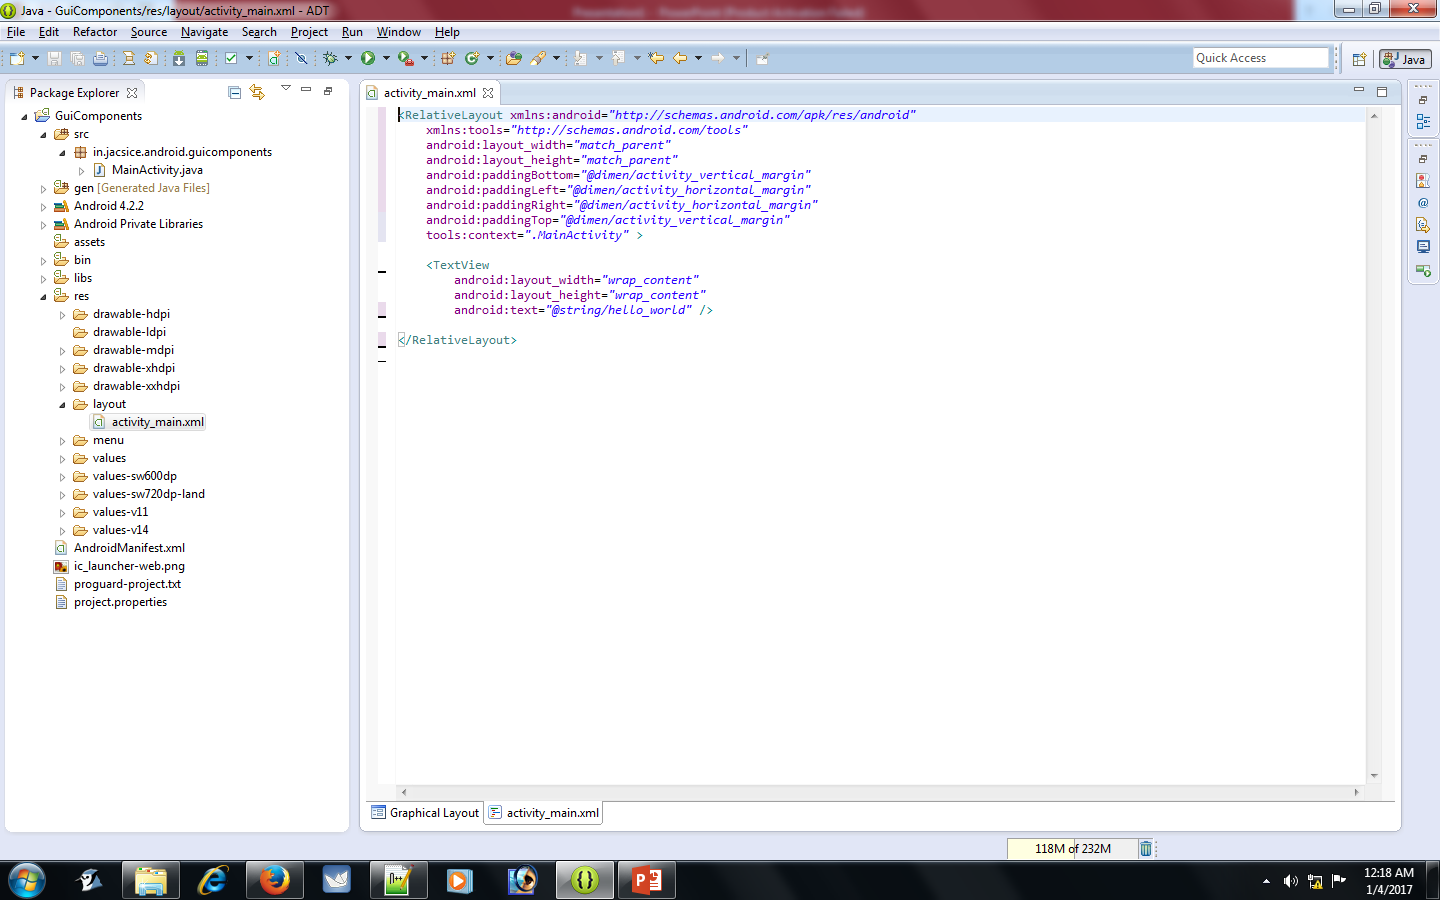 Java - GuiComponents/res/layout/activity_main.xml - ADT
File Edit Refactor Source Navigate Search Project Run Window Help
Quick Access
Java
Package Explorer
GuiComponents
src
in.jacsice.android.guicomponents
MainActivity.java
gen [Generated Java Files]
Android 4.2.2
Android Private Libraries
assets
bin
libs
res
drawable-hdpi
drawable-ldpi
drawable-mdpi
drawable-xhdpi
drawable-xxhdpi
layout
activity_main.xml
menu
values
values-sw600dp
values-sw720dp-land
values-v11
values-v14
AndroidManifest.xml
ic_launcher-web.png
proguard-project.txt
project.properties
activity_main.xml
<RelativeLayout xmlns:android="http://schemas.android.com/apk/res/android"
xmlns:tools="http://schemas.android.com/tools"
android:layout_width="match_parent"
android:layout_height="match_parent"
android:paddingBottom="@dimen/activity_vertical_margin"
android:paddingLeft="@dimen/activity_horizontal_margin"
android:paddingRight="@dimen/activity_horizontal_margin"
android:paddingTop="@dimen/activity_vertical_margin"
tools:context=".MainActivity" >
<TextView
android:layout_width="wrap_content"
android:layout_height="wrap_content"
android:text="@string/hello_world" />
</RelativeLayout>
Graphical Layout
activity_main.xml
118M of 232M
12:18 AM
1/4/2017